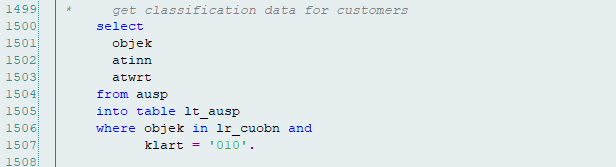 1499 * get classification data for customers
1500 select
1501 objek
1502 atinn
1503 atwrt
1504 from ausp
1505 into table lt_ausp
1506 where objek in lr_cuobn and
1507 klart = '010'.
1508